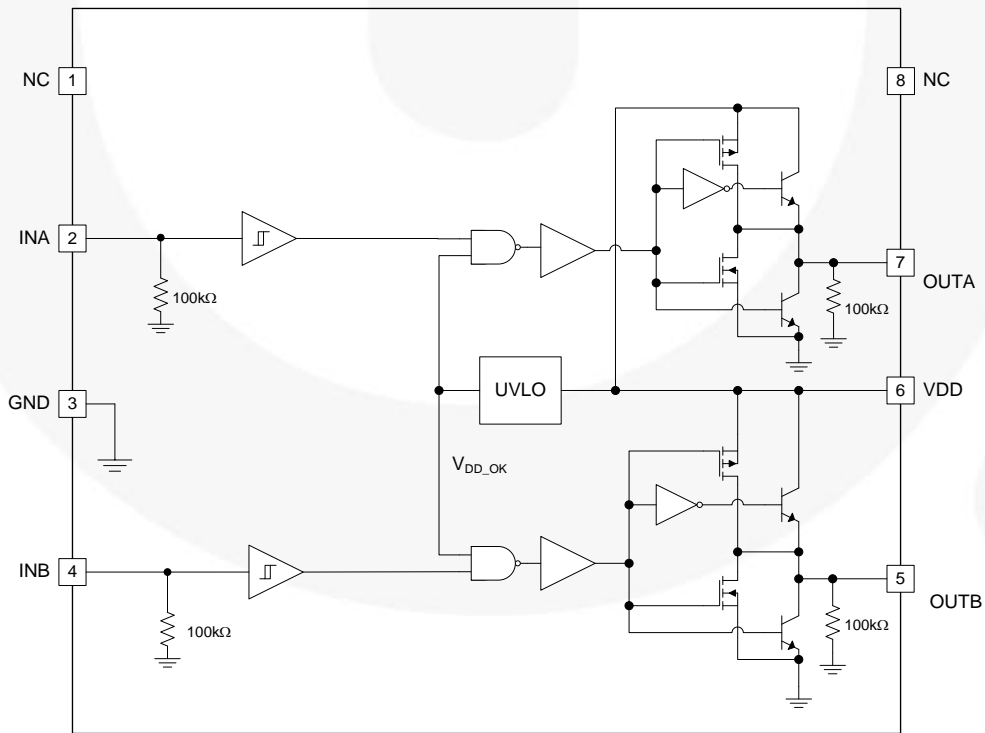 NC 1
8 NC
INA 2
100kΩ
7
OUTA
100kΩ
GND 3
UVLO
6 VDD
V_DD_OK
INB 4
100kΩ
5
OUTB
100kΩ